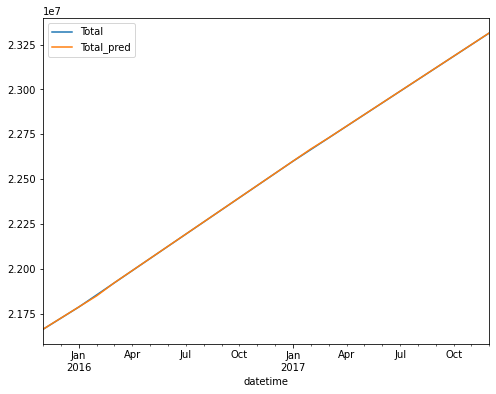 1e7
Total
Total_pred
2.325
2.300
2.275
2.250
2.225
2.200
2.175
Jan Apr Jul Oct Jan Apr Jul Oct
2016 2017
datetime